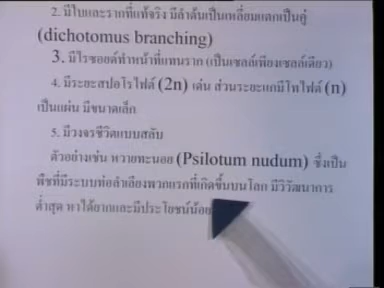 2. มีใบและรากที่แท้จริง มีลำต้นเป็นเหลี่ยมแตกเป็นคู่
(dichotomus branching)
3. มีไรซอยด์ทำหน้าที่แทนราก (เป็นเซลล์เพียงเซลล์เดียว)
4. มีระยะสปอโรไฟต์ (2n) เด่น ส่วนระยะแกมีโทไฟต์ (n)
เป็นแผ่น มีขนาดเล็ก
5. มีวงจรชีวิตแบบสลับ
ตัวอย่างเช่น หวายทะนอย (Psilotum nudum) ซึ่งเป็น
พืชที่มีระบบท่อลำเลียงพวกแรกที่เกิดขึ้นบนโลก มีวิวัฒนาการ
ต่ำสุด หาได้ยากและมีประโยชน์น้อย